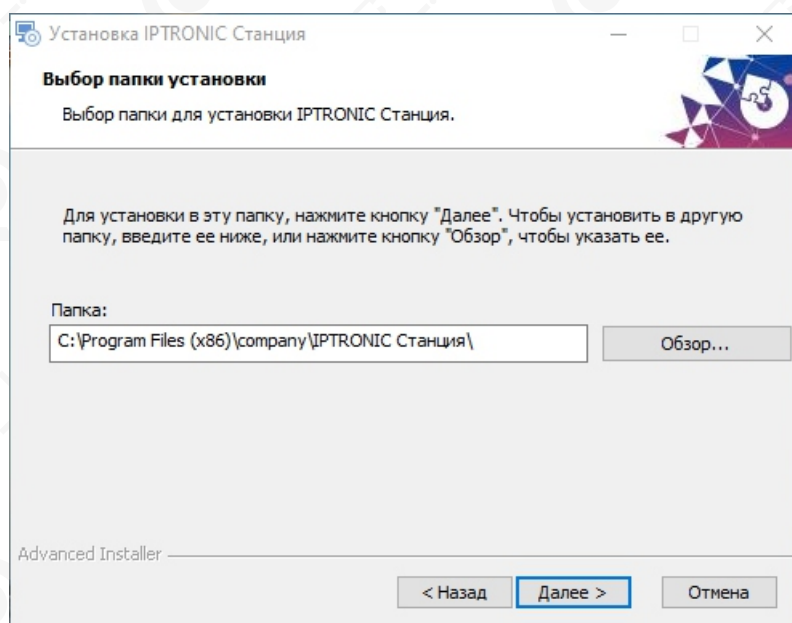 Установка IPTRONIC Станция
Выбор папки установки
Выбор папки для установки IPTRONIC Станция.
Для установки в эту папку, нажмите кнопку "Далее". Чтобы установить в другую
папку, введите ее ниже, или нажмите кнопку "Обзор", чтобы указать ее.
Папка:
C:\Program Files (x86)\company\IPTRONIC Станция\
Обзор...
Advanced Installer
< Назад
Далее >
Отмена